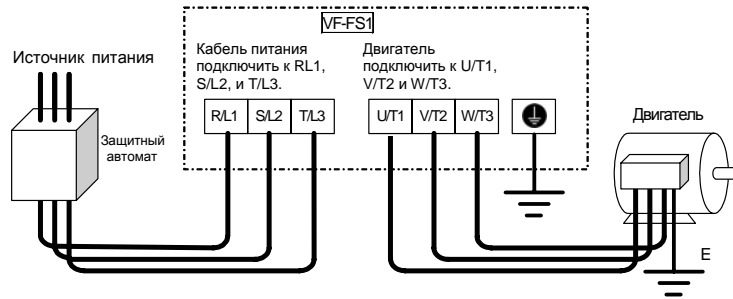 VF-FS1
Источник питания
Кабель питания
подключить к RL1,
S/L2, и T/L3.
Двигатель
подключить к U/T1,
V/T2 и W/T3.
R/L1 S/L2 T/L3 U/T1 V/T2 W/T3
Защитный
автомат
Двигатель
E